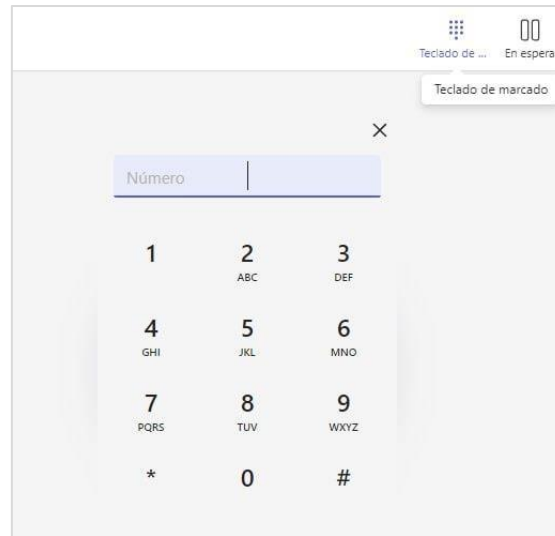 Teclado de ... En espera
Teclado de marcado
Número
1 2 3
ABC DEF
4 5 6
GHI JKL MNO
7 8 9
PQRS TUV WXYZ
* 0 #